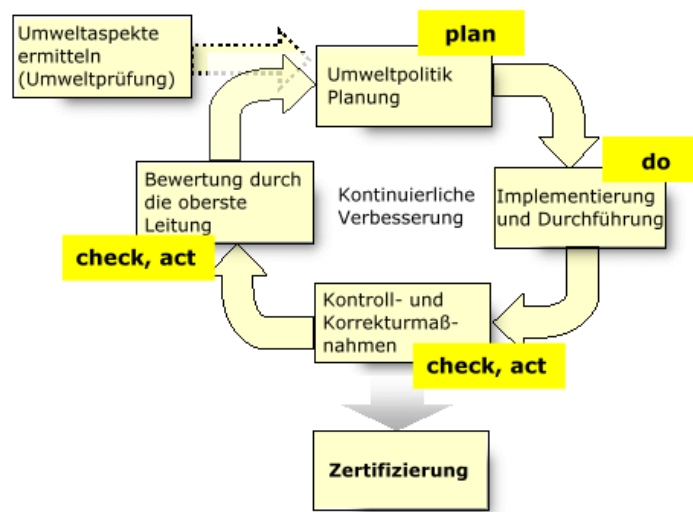 Umweltaspekte
ermitteln
(Umweltprüfung)
plan
Umweltpolitik
Planung
do
Implementierung
und Durchführung
Bewertung durch
die oberste
Leitung
check, act
Kontinuierliche
Verbesserung
Kontroll- und
Korrekturmaß-
nahmen
check, act
Zertifizierung